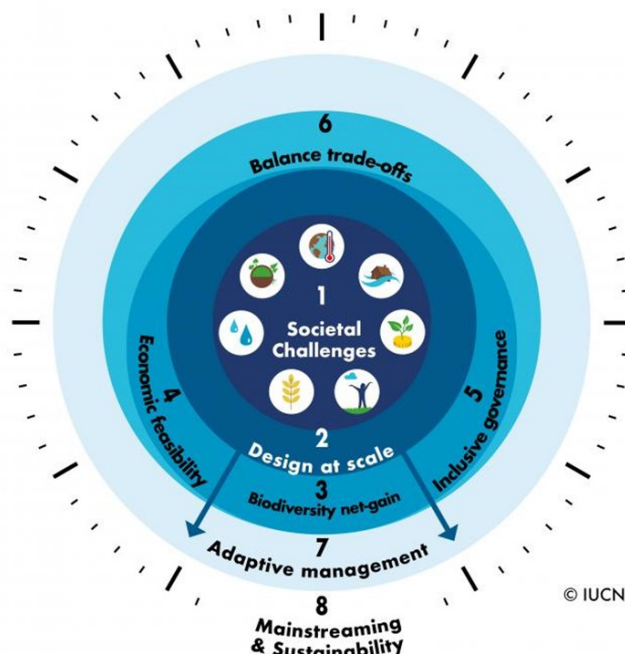 6
Balance trade-offs
1
Societal
Challenges
4
Economic feasibility
5
Inclusive governance
2
Design at scale
3
Biodiversity net-gain
7
Adaptive management
8
Mainstreaming
& Sustainability
© IUCN